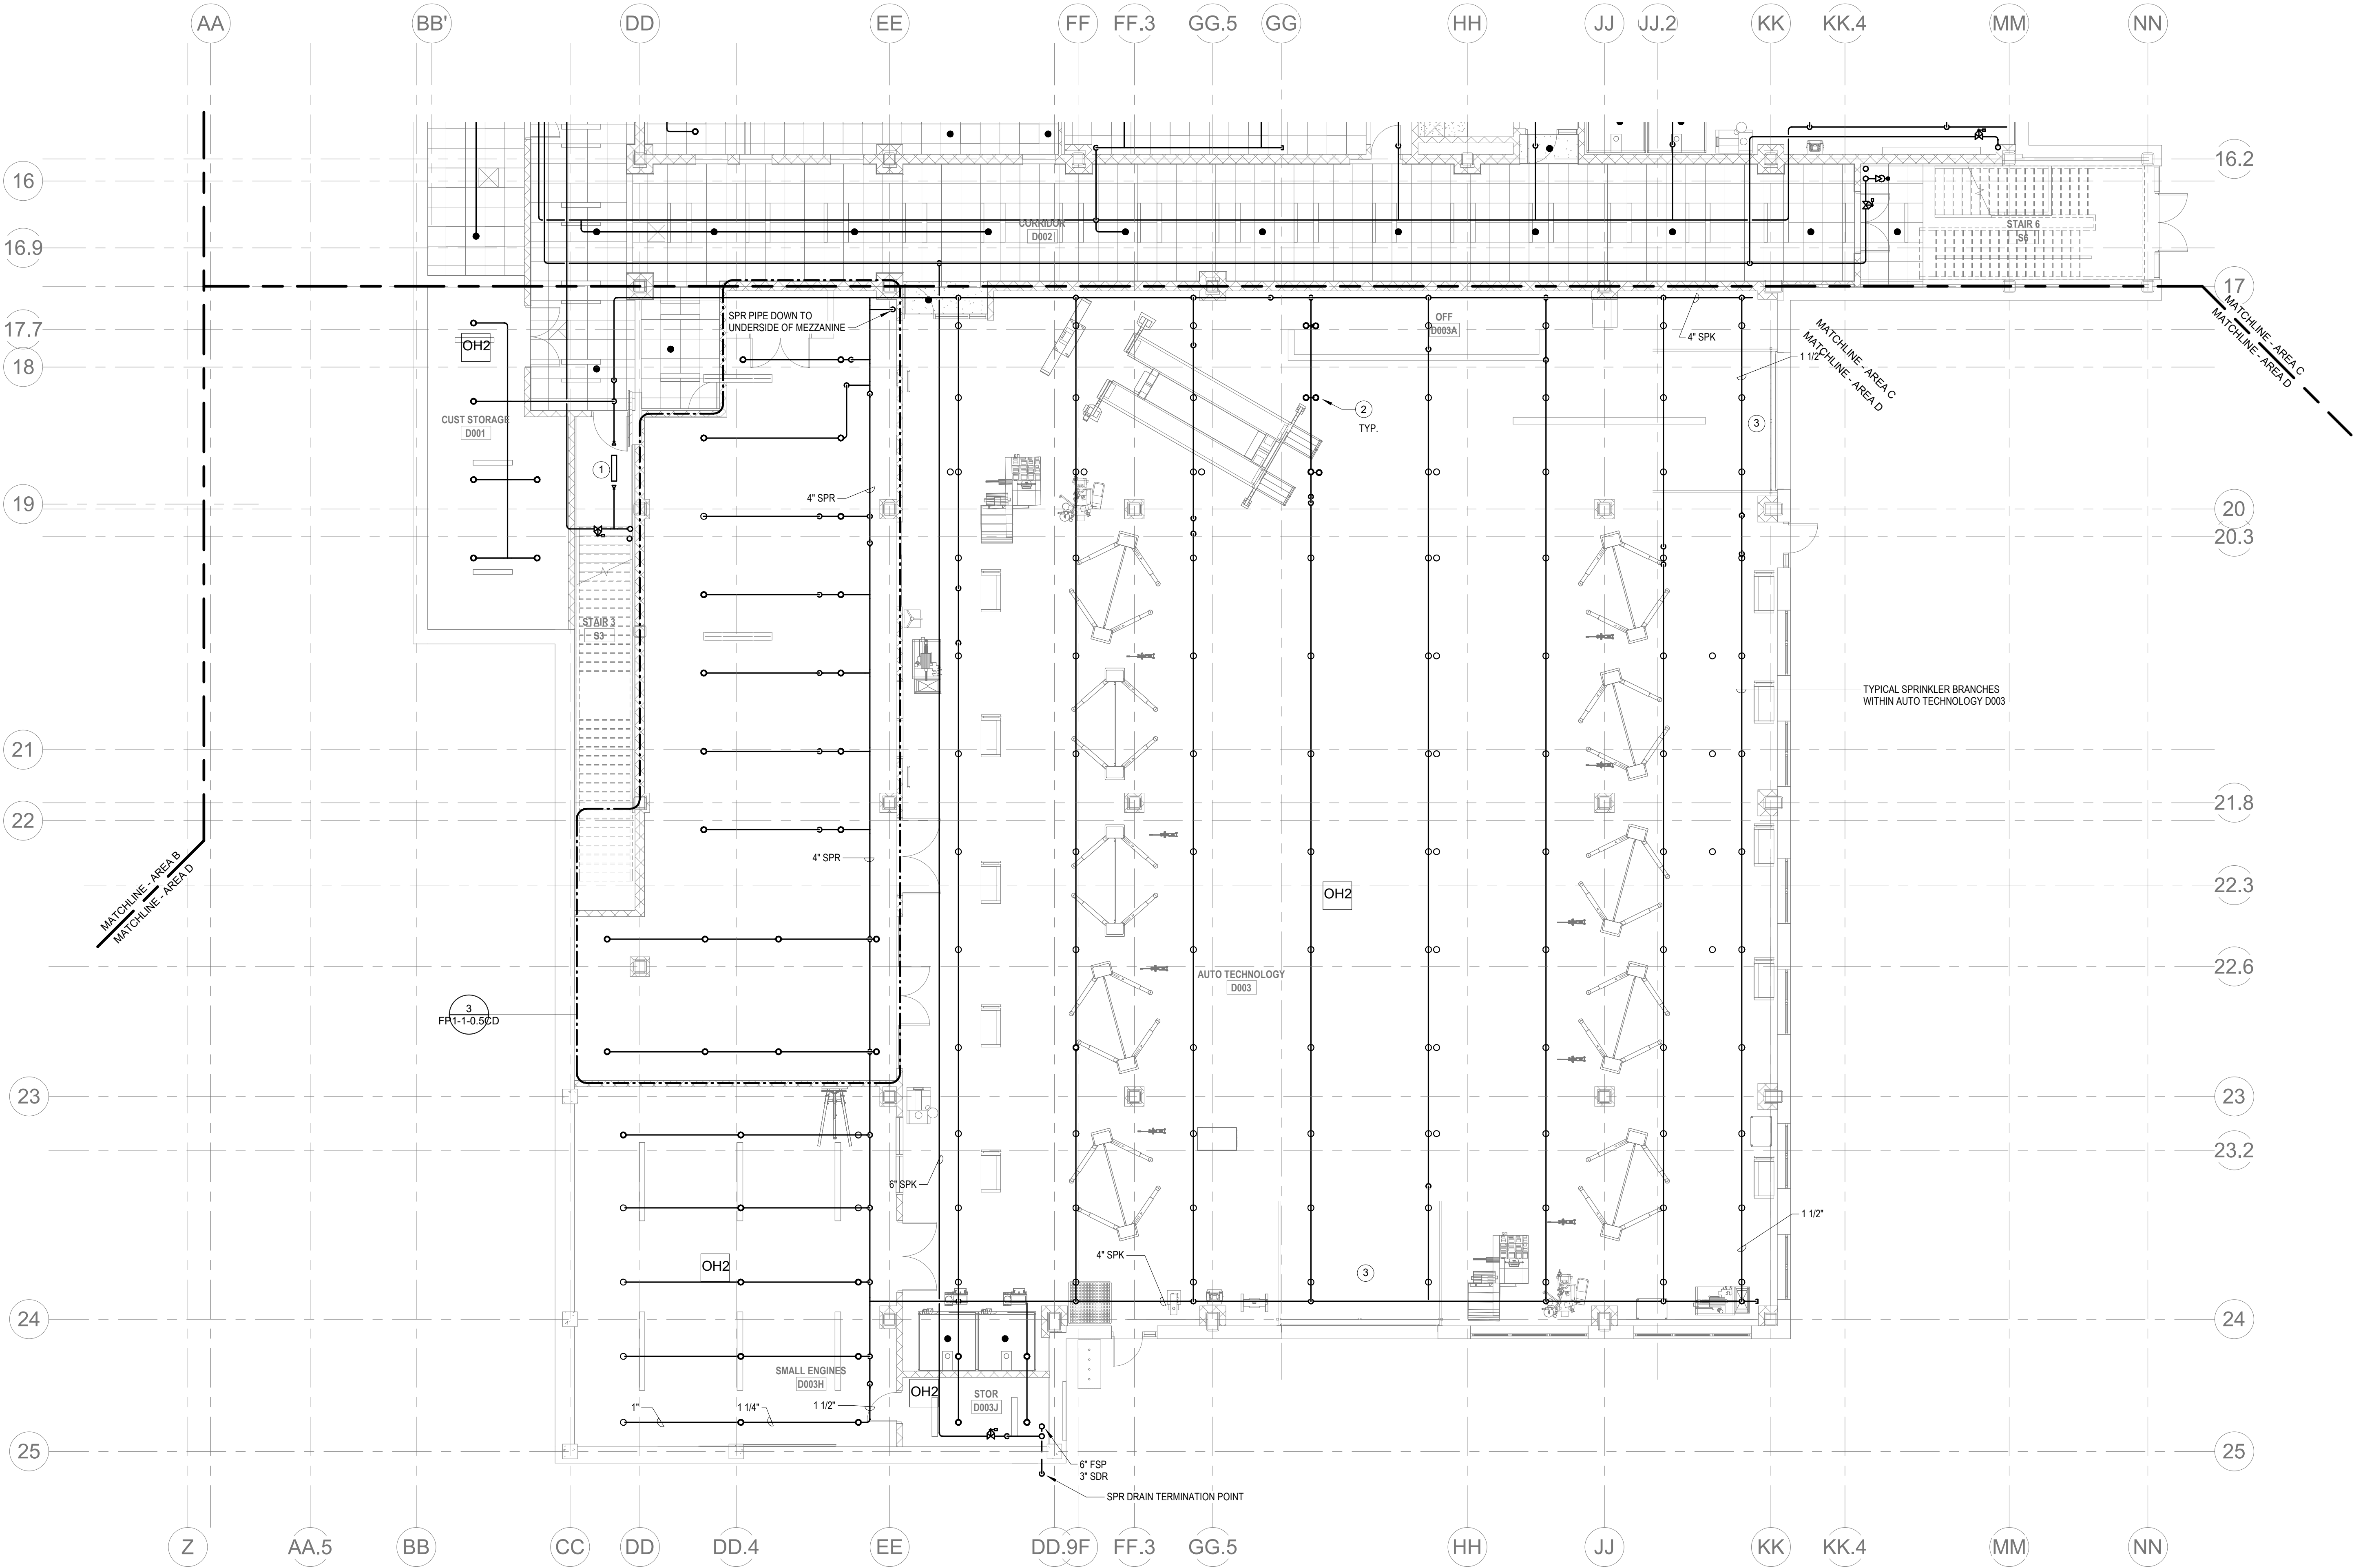 AA
BB'
DD
EE
FF
FF.3
GG.5
GG
HH
JJ
JJ.2
KK
KK.4
MM
NN
16
16.2
CORRIDOR
D002
STAIR 6
S6
16.9
17
MATCHLINE - AREA C
MATCHLINE - AREA D
SPR PIPE DOWN TO
UNDERSIDE OF MEZZANINE
OFF
D003A
4" SPK
MATCHLINE - AREA C
MATCHLINE - AREA D
17.7
OH2
1 1/2"
18
2
TYP.
CUST STORAGE
D001
3
1
4" SPR
19
20
20.3
STAIR 3
S3
TYPICAL SPRINKLER BRANCHES
WITHIN AUTO TECHNOLOGY D003
21
21.8
22
4" SPR
MATCHLINE - AREA B
MATCHLINE - AREA D
22.3
OH2
22.6
AUTO TECHNOLOGY
D003
3
FP1-1-0.5CD
23
23
23.2
6" SPK
1 1/2"
4" SPK
OH2
3
24
24
SMALL ENGINES
D003H
OH2
STOR
D003J
1"
1 1/4"
1 1/2"
25
25
6" FSP
3" SDR
SPR DRAIN TERMINATION POINT
Z
AA.5
BB
CC
DD
DD.4
EE
DD.9
FF.3
GG.5
HH
JJ
KK
KK.4
MM
NN